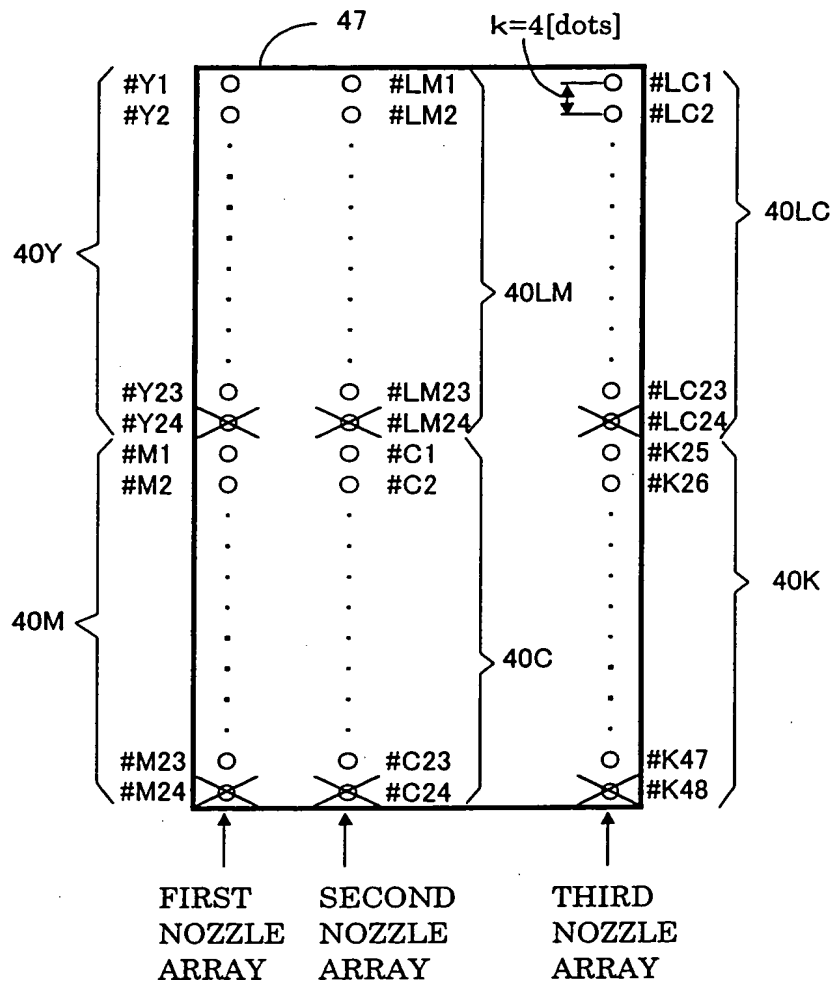 47
k=4[dots]
#Y1 #LM1 #LC1
#Y2 #LM2 #LC2
40Y 40LM 40LC
#Y23 #LM23 #LC23
#Y24 #LM24 #LC24
#M1 #C1 #K25
#M2 #C2 #K26
40M 40C 40K
#M23 #C23 #K47
#M24 #C24 #K48
FIRST NOZZLE ARRAY
SECOND NOZZLE ARRAY
THIRD NOZZLE ARRAY